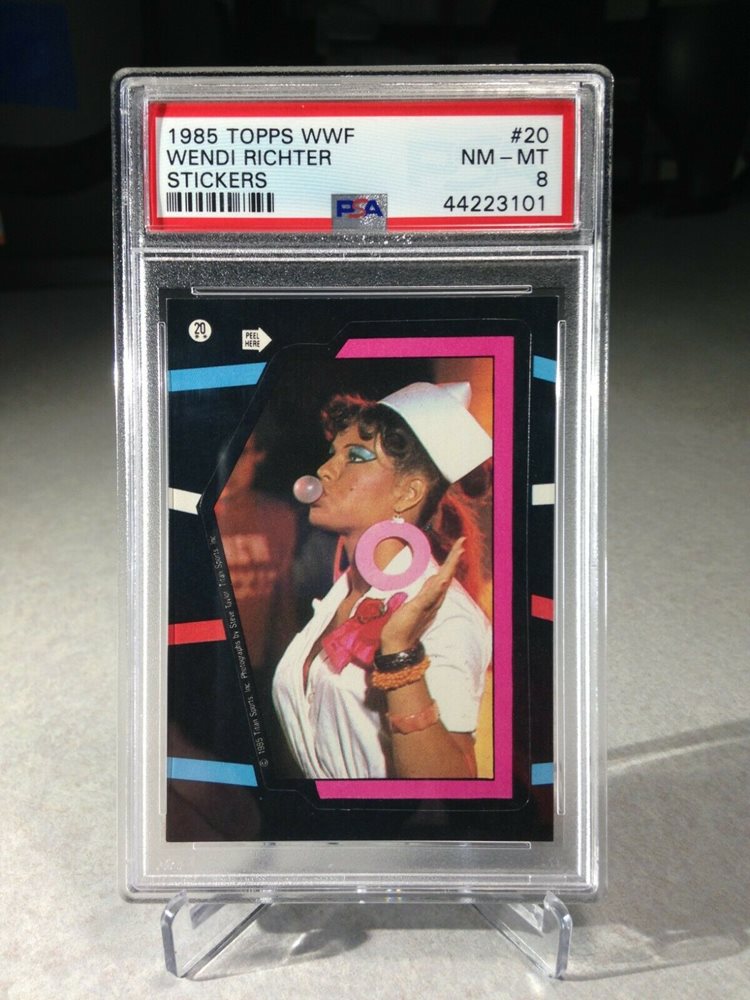 1985 TOPPS WWF #20
WENDI RICHTER NM – MT
STICKERS 8
PSA 44223101
20
**
PEEL
HERE
© 1985 Titan Sports Inc. Photographs by Steve Taylor Titan Sports Inc.